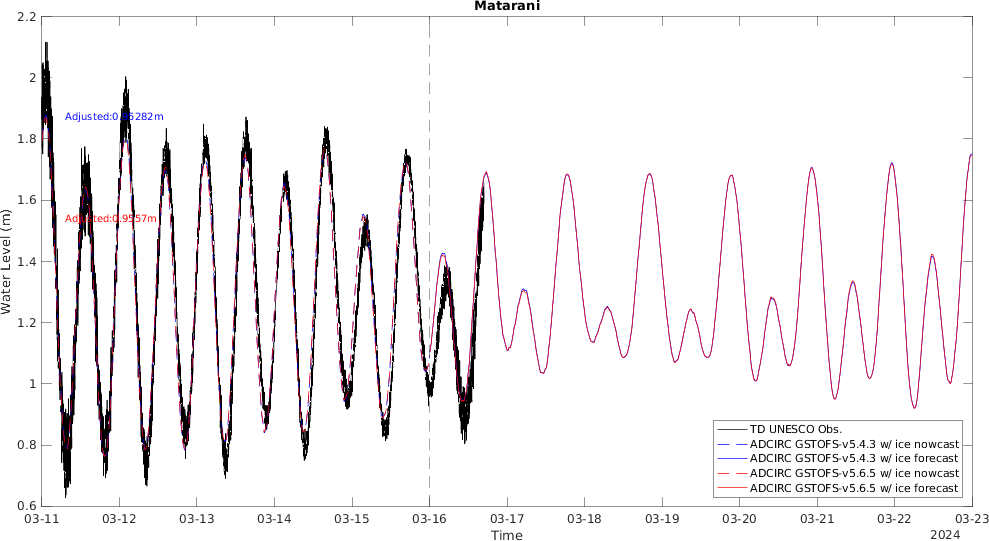 Matarani
2.2
2
1.8
1.6
1.4
1.2
1
0.8
0.6
Water Level (m)
Adjusted:0. 5282m
Adjusted:0.9557m
TD UNESCO Obs.
ADCIRC GSTOFS-v5.4.3 w/ ice nowcast
ADCIRC GSTOFS-v5.4.3 w/ ice forecast
ADCIRC GSTOFS-v5.6.5 w/ ice nowcast
ADCIRC GSTOFS-v5.6.5 w/ ice forecast
03-11 03-12 03-13 03-14 03-15 03-16 03-17 03-18 03-19 03-20 03-21 03-22 03-23
Time
2024